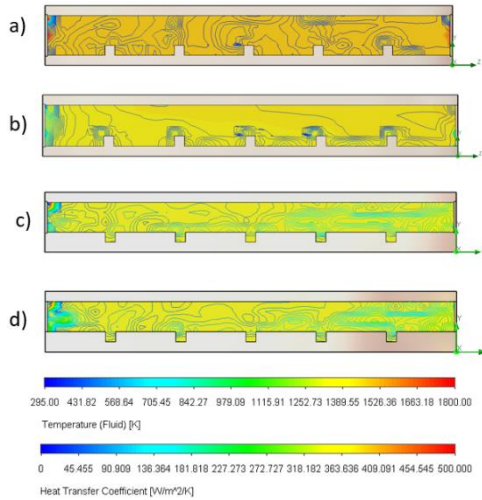 a)
Y
Z
b)
Y
Z
c)
Y
X
d)
Y
X
295.00 431.82 568.64 705.45 842.27 979.09 1115.91 1252.73 1389.55 1526.36 1663.18 1800.00
Temperature (Fluid) [K]
0 45.455 90.909 136.364 181.818 227.273 272.727 318.182 363.636 409.091 454.545 500.000
Heat Transfer Coefficient [W/m^2/K]